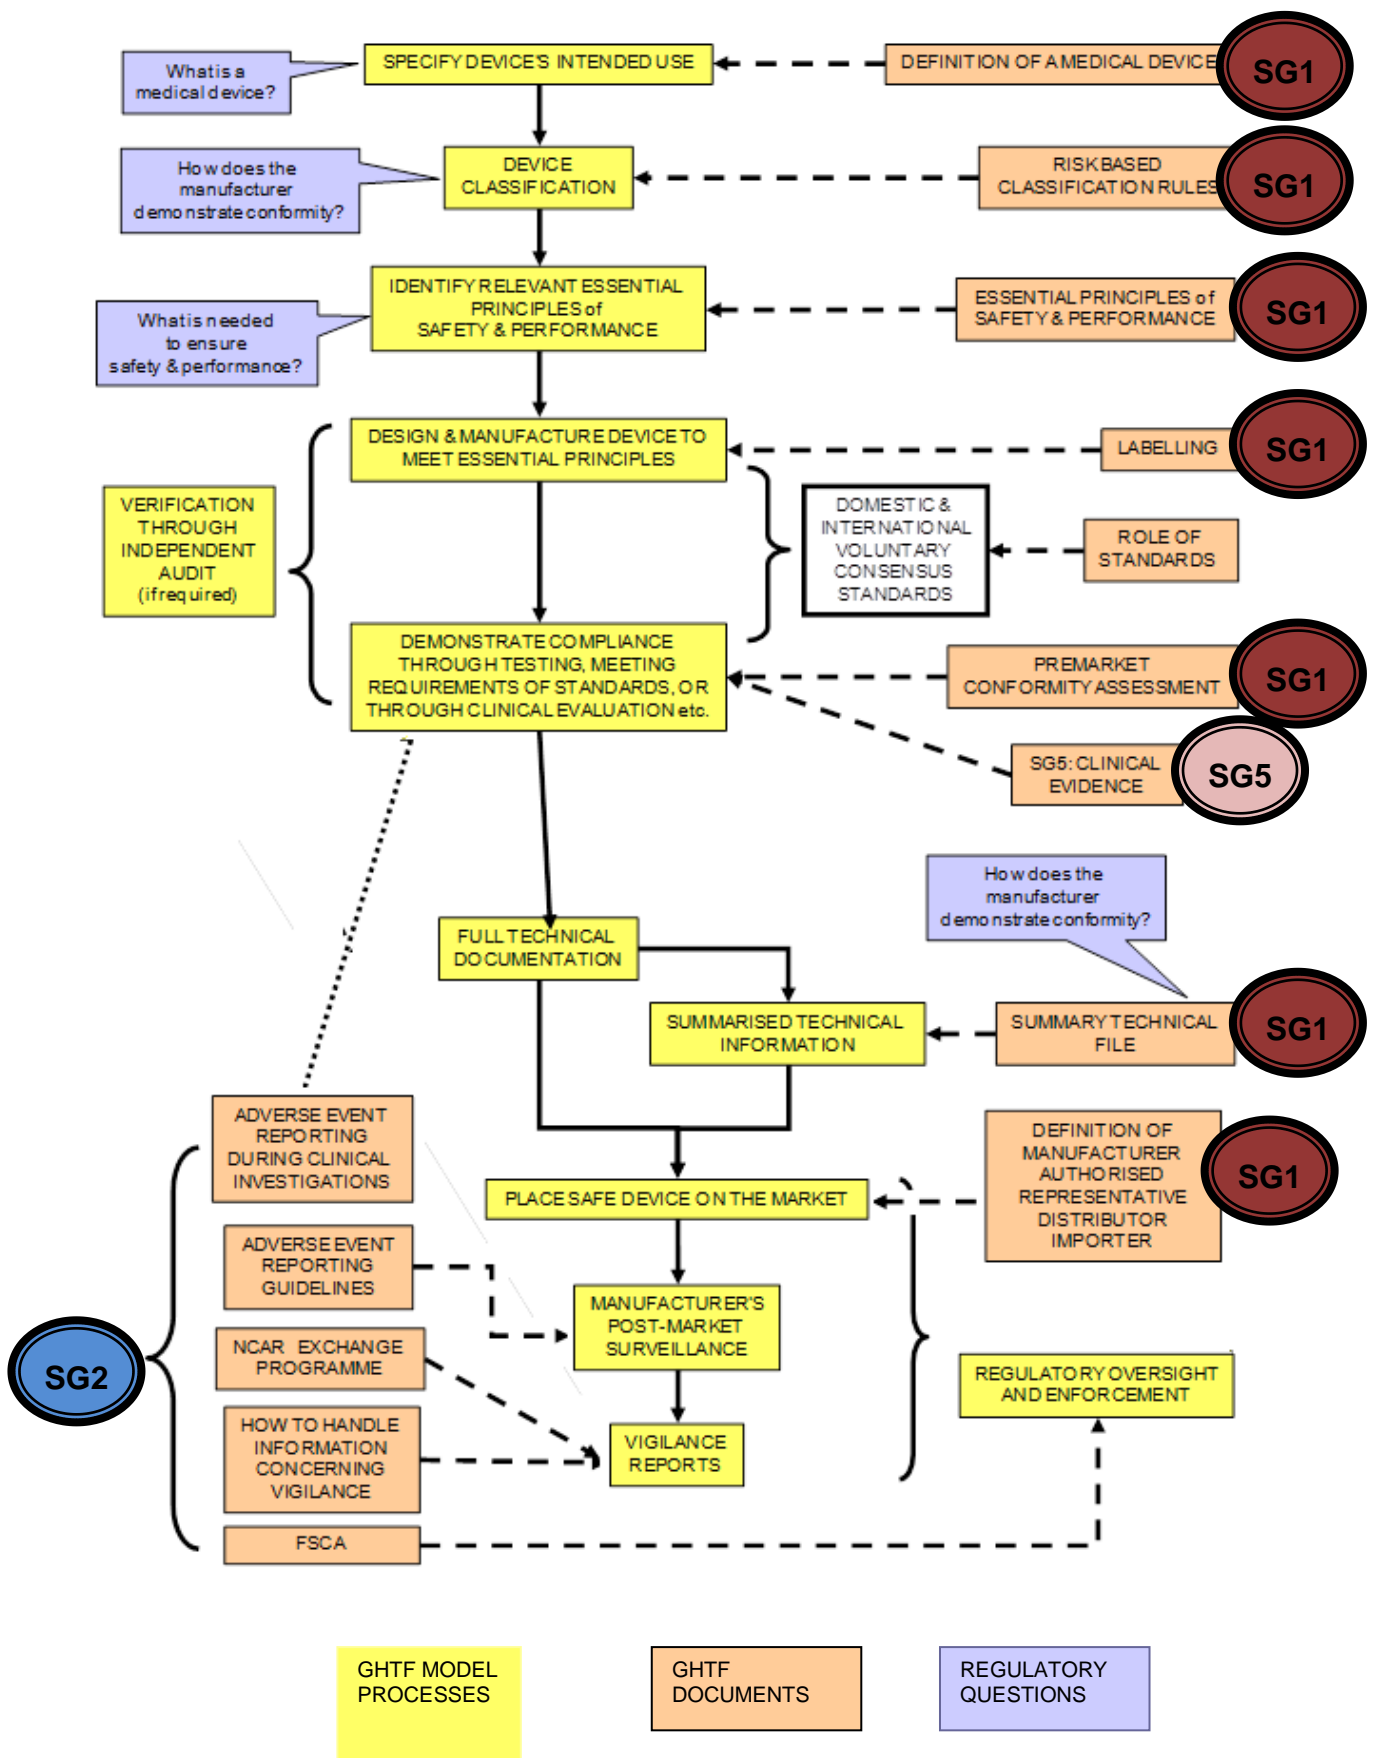 What is a
medical device?
SPECIFY DEVICE'S INTENDED USE
DEFINITION OF A MEDICAL DEVICE
SG1
How does the
manufacturer
demonstrate conformity?
DEVICE
CLASSIFICATION
RISK BASED
CLASSIFICATION RULES
SG1
What is needed
to ensure
safety & performance?
IDENTIFY RELEVANT ESSENTIAL
PRINCIPLES of
SAFETY & PERFORMANCE
ESSENTIAL PRINCIPLES of
SAFETY & PERFORMANCE
SG1
DESIGN & MANUFACTURE DEVICE TO
MEET ESSENTIAL PRINCIPLES
LABELLING
SG1
VERIFICATION
THROUGH
INDEPENDENT
AUDIT
(if required)
DOMESTIC &
INTERNATIONAL
VOLUNTARY
CONSENSUS
STANDARDS
ROLE OF
STANDARDS
DEMONSTRATE COMPLIANCE
THROUGH TESTING, MEETING
REQUIREMENTS OF STANDARDS, OR
THROUGH CLINICAL EVALUATION etc.
PREMARKET
CONFORMITY ASSESSMENT
SG1
SG5: CLINICAL
EVIDENCE
SG5
How does the
manufacturer
demonstrate conformity?
FULL TECHNICAL
DOCUMENTATION
SUMMARISED TECHNICAL
INFORMATION
SUMMARY TECHNICAL
FILE
SG1
ADVERSE EVENT
REPORTING
DURING CLINICAL
INVESTIGATIONS
PLACE SAFE DEVICE ON THE MARKET
DEFINITION OF
MANUFACTURER
AUTHORISED
REPRESENTATIVE
DISTRIBUTOR
IMPORTER
SG1
ADVERSE EVENT
REPORTING
GUIDELINES
MANUFACTURER'S
POST-MARKET
SURVEILLANCE
SG2
NCAR EXCHANGE
PROGRAMME
REGULATORY OVERSIGHT
AND ENFORCEMENT
HOW TO HANDLE
INFORMATION
CONCERNING
VIGILANCE
VIGILANCE
REPORTS
FSCA
GHTF MODEL
PROCESSES
GHTF
DOCUMENTS
REGULATORY
QUESTIONS